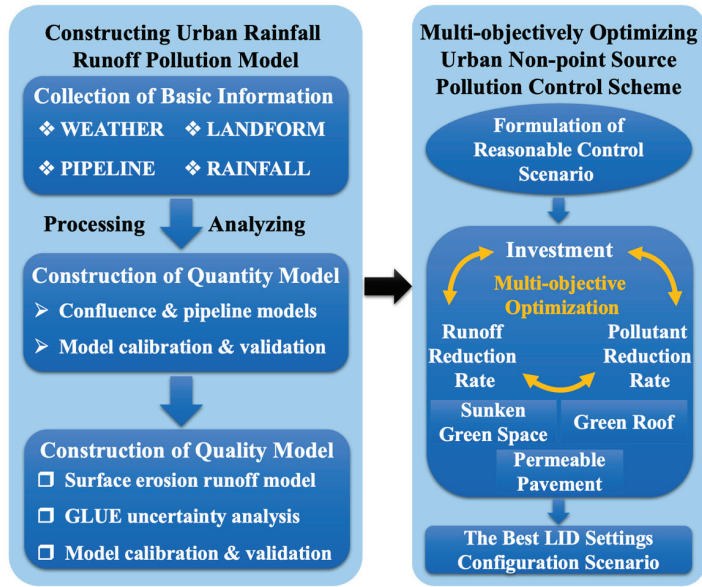 Constructing Urban Rainfall
Runoff Pollution Model
Collection of Basic Information
❖ WEATHER ❖ LANDFORM
❖ PIPELINE ❖ RAINFALL
Processing Analyzing
Construction of Quantity Model
➢ Confluence & pipeline models
➢ Model calibration & validation
Construction of Quality Model
❒ Surface erosion runoff model
❒ GLUE uncertainty analysis
❒ Model calibration & validation
Multi-objectively Optimizing
Urban Non-point Source
Pollution Control Scheme
Formulation of
Reasonable Control
Scenario
Investment
Multi-objective
Optimization
Runoff
Reduction
Rate
Pollutant
Reduction
Rate
Sunken
Green Space
Green Roof
Permeable
Pavement
The Best LID Settings
Configuration Scenario